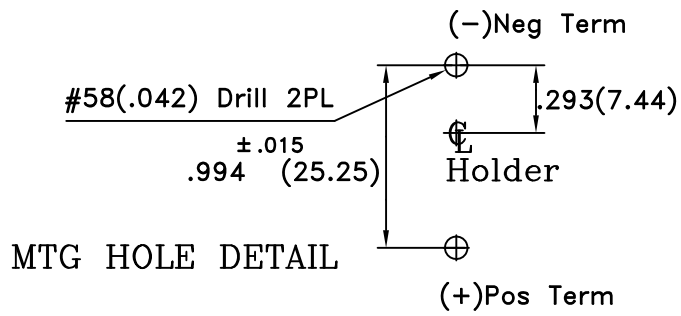 (-)Neg Term
#58(.042) Drill 2PL
.293(7.44)
±.015
.994 (25.25)
℄
Holder
MTG HOLE DETAIL
(+)Pos Term